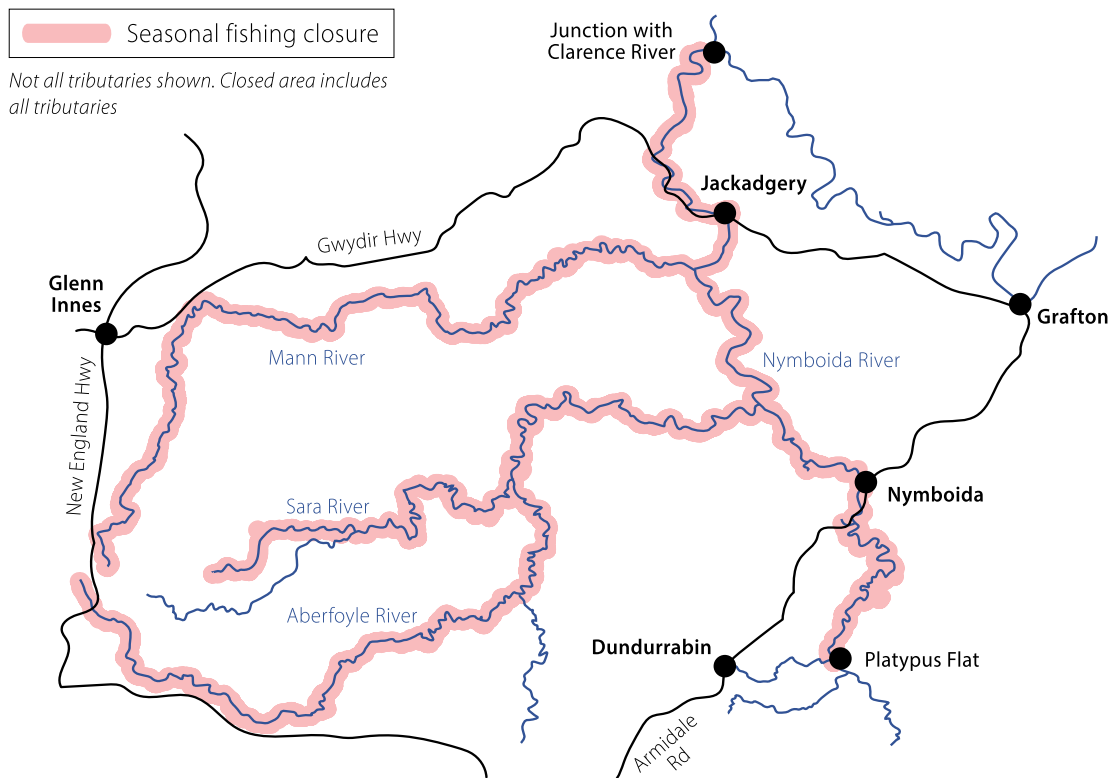 Seasonal fishing closure
Not all tributaries shown. Closed area includes
all tributaries
Junction with
Clarence River
Jackadgery
Gwydir Hwy
Glenn
Innes
Grafton
Mann River
Nymboida River
New England Hwy
Sara River
Nymboida
Aberfoyle River
Dundurrabin
Platypus Flat
Armidale
Rd